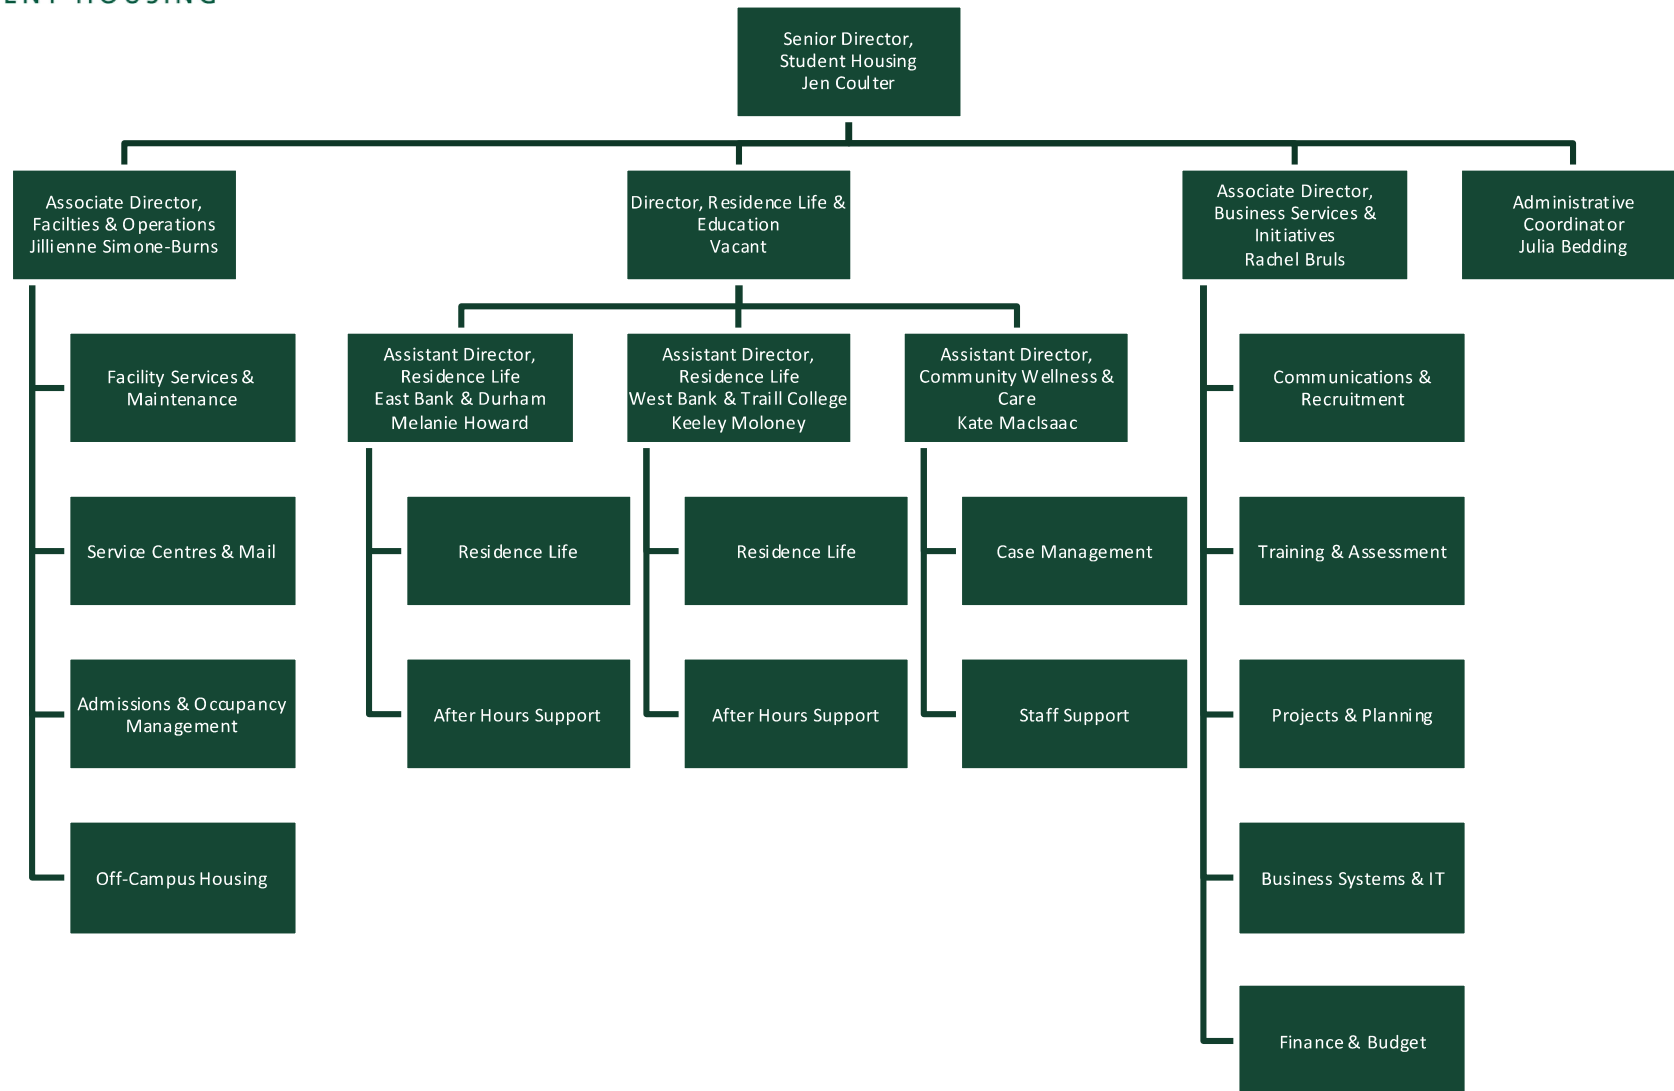 HOUSING
Senior Director,
Student Housing
Jen Coulter
Associate Director,
Facilties & Operations
Jillienne Simone-Burns
Director, Residence Life &
Education
Vacant
Associate Director,
Business Services &
Initiatives
Rachel Bruls
Administrative
Coordinator
Julia Bedding
Facility Services &
Maintenance
Assistant Director,
Residence Life
East Bank & Durham
Melanie Howard
Assistant Director,
Residence Life
West Bank & Traill College
Keeley Moloney
Assistant Director,
Community Wellness &
Care
Kate MacIsaac
Communications &
Recruitment
Service Centres & Mail
Residence Life
Residence Life
Case Management
Training & Assessment
Admissions & Occupancy
Management
After Hours Support
After Hours Support
Staff Support
Projects & Planning
Off-Campus Housing
Business Systems & IT
Finance & Budget